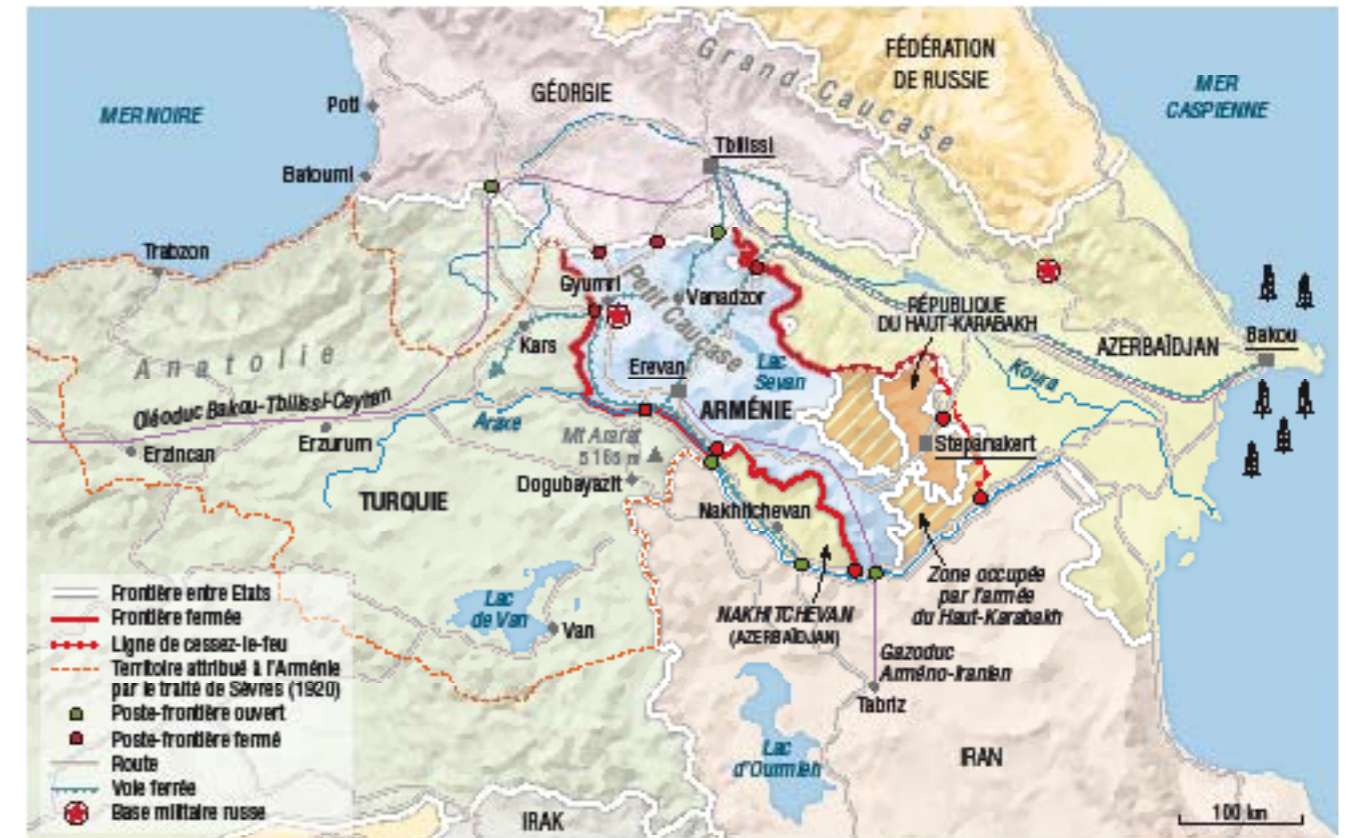 FÉDÉRATION
DE RUSSIE
MER
CASPIENNE
Grand Caucase
GÉORGIE
MER NOIRE
Poti
Tbilissi
Batoumi
Trabzon
Gyumri
Petit Caucase
Vanadzor
RÉPUBLIQUE
DU HAUT-KARABAKH
Kars
AZERBAÏDJAN
Bakou
Anatolie
Erevan
Lac
Sevan
Koura
Oléoduc Bakou-Tbilissi-Ceyhan
ARMÉNIE
Araxe
Erzurum
Erzincan
Mt Ararat
5 165 m
Stepanakert
Dogubayazit
TURQUIE
Nakhitchevan
Zone occupée
par l'armée
du Haut-Karabakh
NAKHITCHEVAN
(AZERBAÏDJAN)
Lac
de Van
Van
Gazoduc
Arméno-Iranien
Tabriz
Lac
d'Ourmieh
IRAN
IRAK
100 km
Frontière entre Etats
Frontière fermée
Ligne de cessez-le-feu
Territoire attribué à l'Arménie
par le traité de Sèvres (1920)
Poste-frontière ouvert
Poste-frontière fermé
Route
Voie ferrée
Base militaire russe